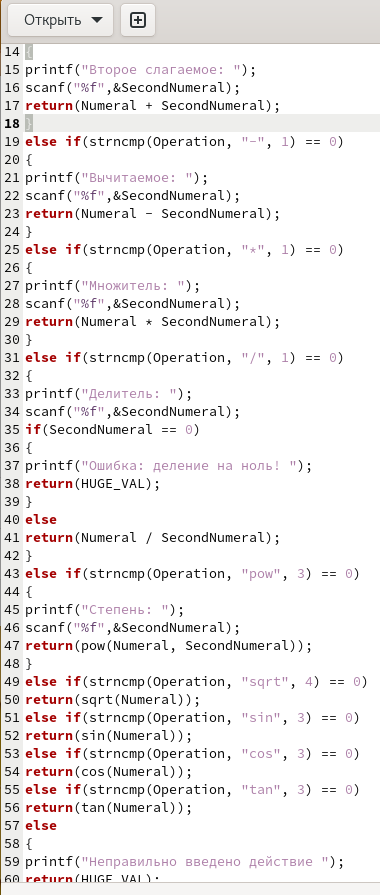 Открыть
14 {
15 printf("Второе слагаемое: ");
16 scanf("%f",&SecondNumeral);
17 return(Numeral + SecondNumeral);
18 }
19 else if(strncmp(Operation, "-", 1) == 0)
20 {
21 printf("Вычитаемое: ");
22 scanf("%f",&SecondNumeral);
23 return(Numeral - SecondNumeral);
24 }
25 else if(strncmp(Operation, "*", 1) == 0)
26 {
27 printf("Множитель: ");
28 scanf("%f",&SecondNumeral);
29 return(Numeral * SecondNumeral);
30 }
31 else if(strncmp(Operation, "/", 1) == 0)
32 {
33 printf("Делитель: ");
34 scanf("%f",&SecondNumeral);
35 if(SecondNumeral == 0)
36 {
37 printf("Ошибка: деление на ноль! ");
38 return(HUGE_VAL);
39 }
40 else
41 return(Numeral / SecondNumeral);
42 }
43 else if(strncmp(Operation, "pow", 3) == 0)
44 {
45 printf("Степень: ");
46 scanf("%f",&SecondNumeral);
47 return(pow(Numeral, SecondNumeral));
48 }
49 else if(strncmp(Operation, "sqrt", 4) == 0)
50 return(sqrt(Numeral));
51 else if(strncmp(Operation, "sin", 3) == 0)
52 return(sin(Numeral));
53 else if(strncmp(Operation, "cos", 3) == 0)
54 return(cos(Numeral));
55 else if(strncmp(Operation, "tan", 3) == 0)
56 return(tan(Numeral));
57 else
58 {
59 printf("Неправильно введено действие ");
60 return(HUGE_VAL);